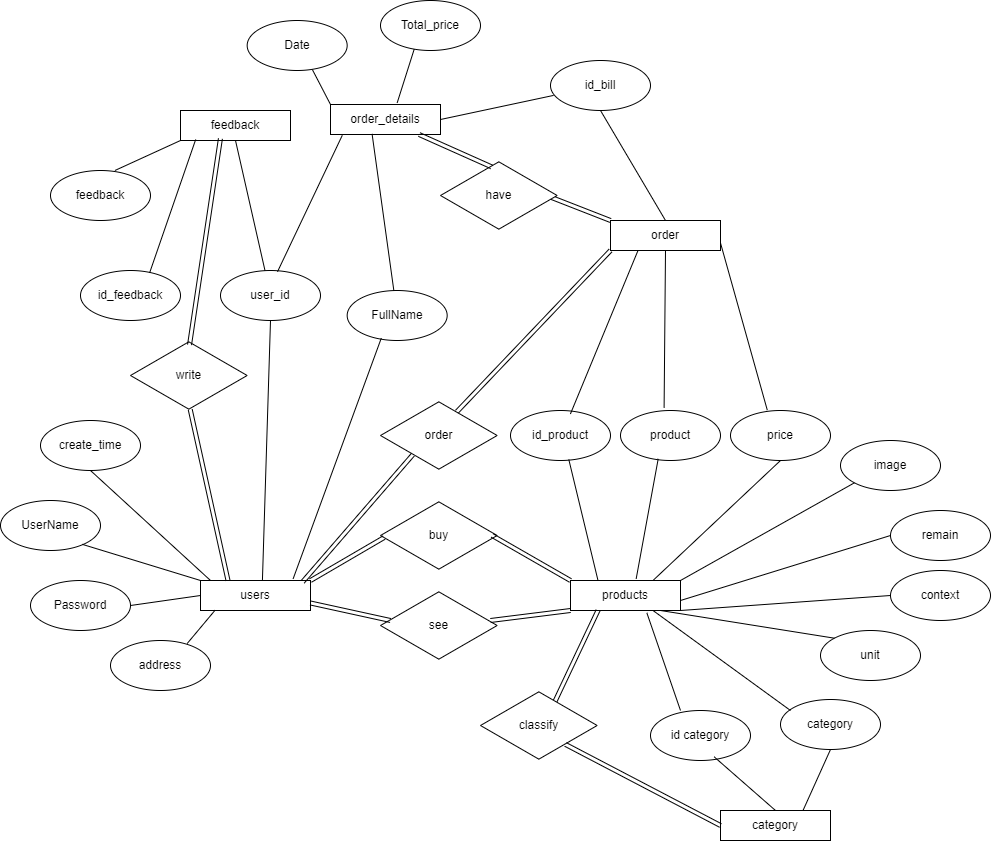 Total_price
Date
id_bill
order_details
feedback
feedback
have
order
id_feedback
user_id
FullName
write
create_time
order
id_product
product
price
image
UserName
buy
remain
users
products
context
Password
see
unit
address
classify
id category
category
category